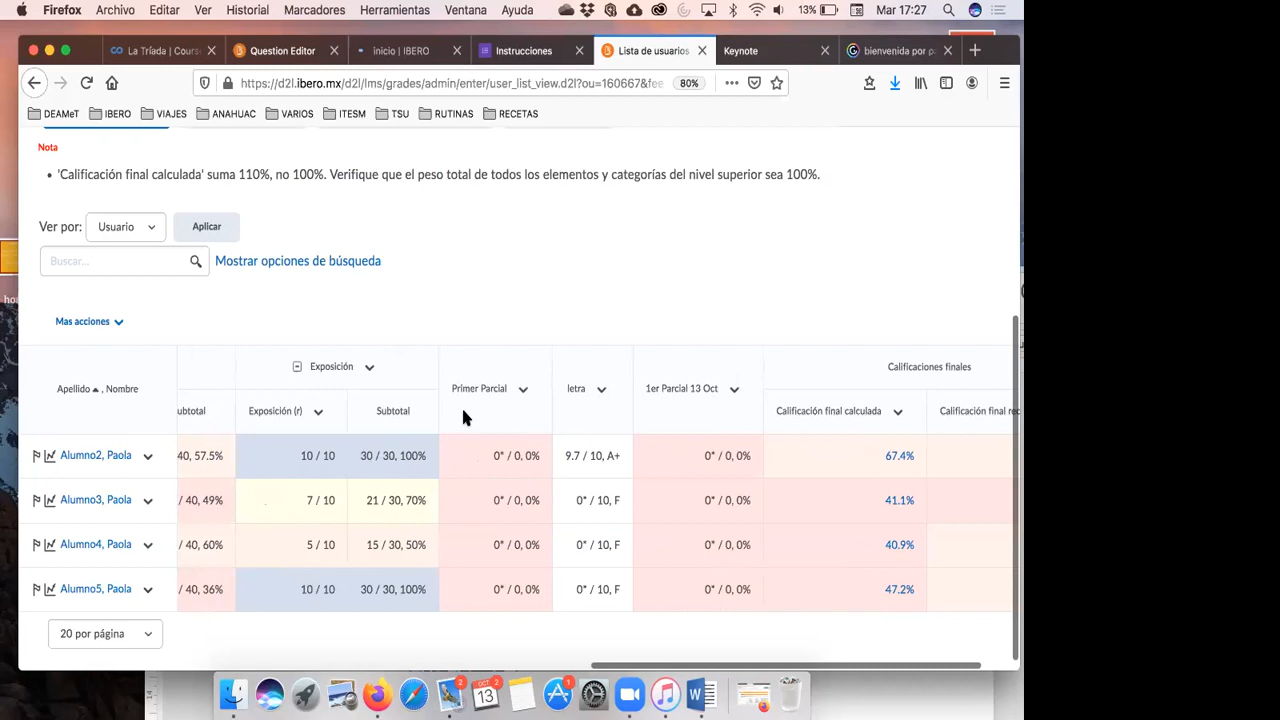 Firefox Archivo Editar Ver Historial Marcadores Herramientas Ventana Ayuda 13% Mar 17:27
La Tríada | Cours Question Editor inicio | IBERO Instrucciones Lista de usuarios Keynote bienvenida por p
https://d2l.ibero.mx/d2l/lms/grades/admin/enter/user_list_view.d2l?ou=160667&fee 80%
DEAMeT IBERO VIAJES ANAHUAC VARIOS ITESM TSU RUTINAS RECETAS
Nota
• 'Calificación final calculada' suma 110%, no 100%. Verifique que el peso total de todos los elementos y categorías del nivel superior sea 100%.
Ver por: Usuario Aplicar
Buscar... Mostrar opciones de búsqueda
Mas acciones
Exposición Calificaciones finales
Apellido, Nombre Primer Parcial letra 1er Parcial 13 Oct
ubtotal Exposición (r) Subtotal Calificación final calculada Calificación final rec
Alumno2, Paola 40, 57.5% 10 / 10 30 / 30, 100% 0* / 0, 0% 9.7 / 10, A+ 0* / 0, 0% 67.4%
Alumno3, Paola / 40, 49% 7 / 10 21 / 30, 70% 0* / 0, 0% 0* / 10, F 0* / 0, 0% 41.1%
Alumno4, Paola / 40, 60% 5 / 10 15 / 30, 50% 0* / 0, 0% 0* / 10, F 0* / 0, 0% 40.9%
Alumno5, Paola / 40, 36% 10 / 10 30 / 30, 100% 0* / 0, 0% 0* / 10, F 0* / 0, 0% 47.2%
20 por página
2 OCT 13 2 1